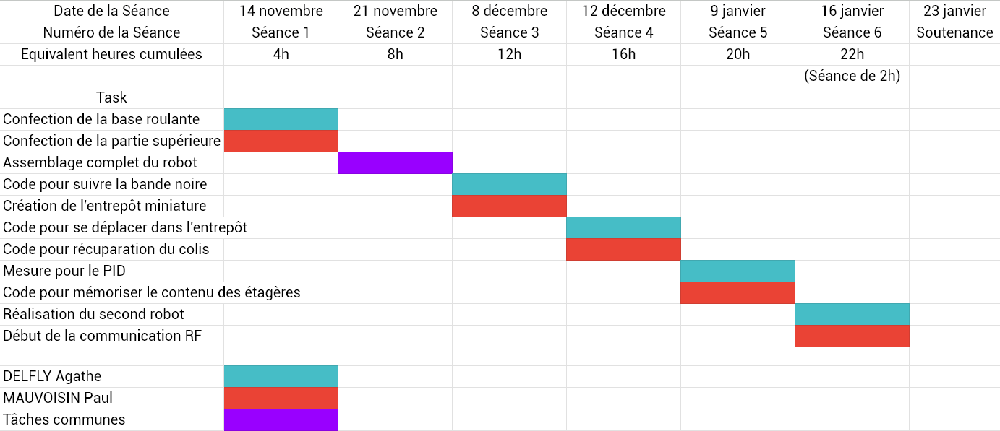 Date de la Séance 14 novembre 21 novembre 8 décembre 12 décembre 9 janvier 16 janvier 23 janvier
Numéro de la Séance Séance 1 Séance 2 Séance 3 Séance 4 Séance 5 Séance 6 Soutenance
Equivalent heures cumulées 4h 8h 12h 16h 20h 22h
(Séance de 2h)
Task
Confection de la base roulante
Confection de la partie supérieure
Assemblage complet du robot
Code pour suivre la bande noire
Création de l'entrepôt miniature
Code pour se déplacer dans l'entrepôt
Code pour récuparation du colis
Mesure pour le PID
Code pour mémoriser le contenu des étagères
Réalisation du second robot
Début de la communication RF
DELFLY Agathe
MAUVOISIN Paul
Tâches communes